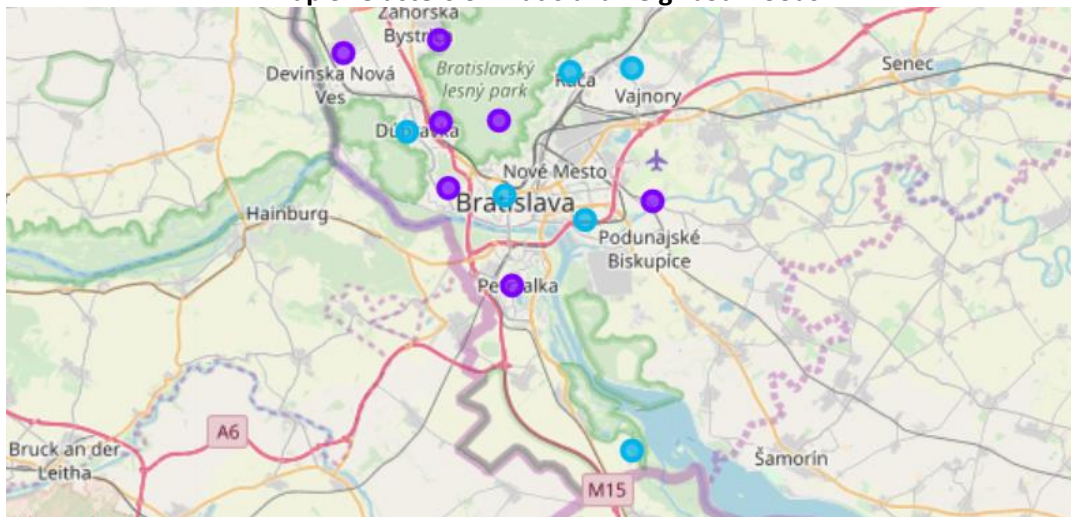 Záhorská
Bystrica
Devínska Nová
Ves
Bratislavský
lesný park
Rača
Vajnory
Senec
Dúbravka
Nové Mesto
Hainburg
Bratislava
Podunajské
Biskupice
Petržalka
A6
Bruck an der
Leitha
Šamorín
M15